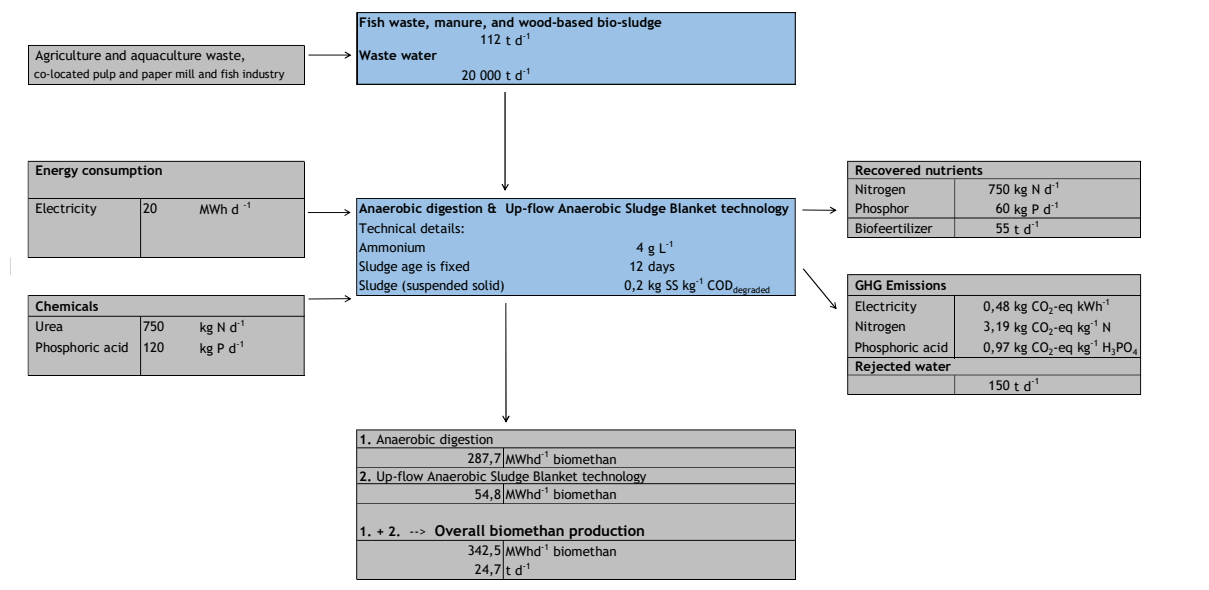 Fish waste, manure, and wood-based bio-sludge
112 t d-1
Waste water
20 000 t d-1
Agriculture and aquaculture waste,
co-located pulp and paper mill and fish industry
Energy consumption
Electricity 20 MWh d -1
Chemicals
Urea 750 kg N d-1
Phosphoric acid 120 kg P d-1
Anaerobic digestion & Up-flow Anaerobic Sludge Blanket technology
Technical details:
Ammonium 4 g L-1
Sludge age is fixed 12 days
Sludge (suspended solid) 0,2 kg SS kg-1 CODdegraded
Recovered nutrients
Nitrogen 750 kg N d-1
Phosphor 60 kg P d-1
Biofeertilizer 55 t d-1
GHG Emissions
Electricity 0,48 kg CO2-eq kWh-1
Nitrogen 3,19 kg CO2-eq kg-1 N
Phosphoric acid 0,97 kg CO2-eq kg-1 H3PO4
Rejected water
150 t d-1
1. Anaerobic digestion
287,7 MWhd-1 biomethan
2. Up-flow Anaerobic Sludge Blanket technology
54,8 MWhd-1 biomethan
1. + 2. --> Overall biomethan production
342,5 MWhd-1 biomethan
24,7 t d-1